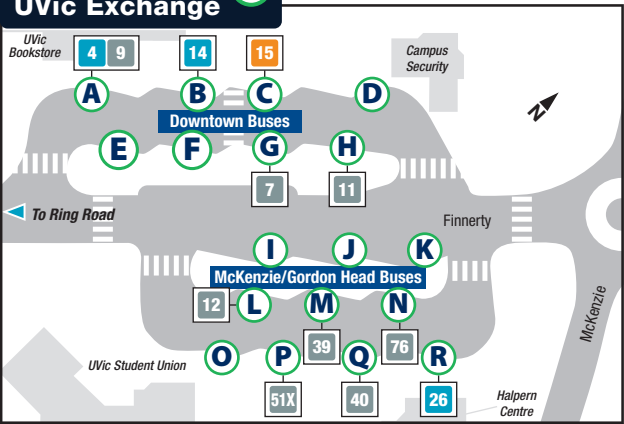 UVic Exchange
UVic
Bookstore
4 9
14
15
Campus
Security
A
B
C
D
N
Downtown Buses
E
F
G
H
7
11
To Ring Road
Finnerty
I
J
K
McKenzie/Gordon Head Buses
12
L
M
N
McKenzie
39
76
O
P
Q
R
UVic Student Union
51X
40
26
Halpern
Centre